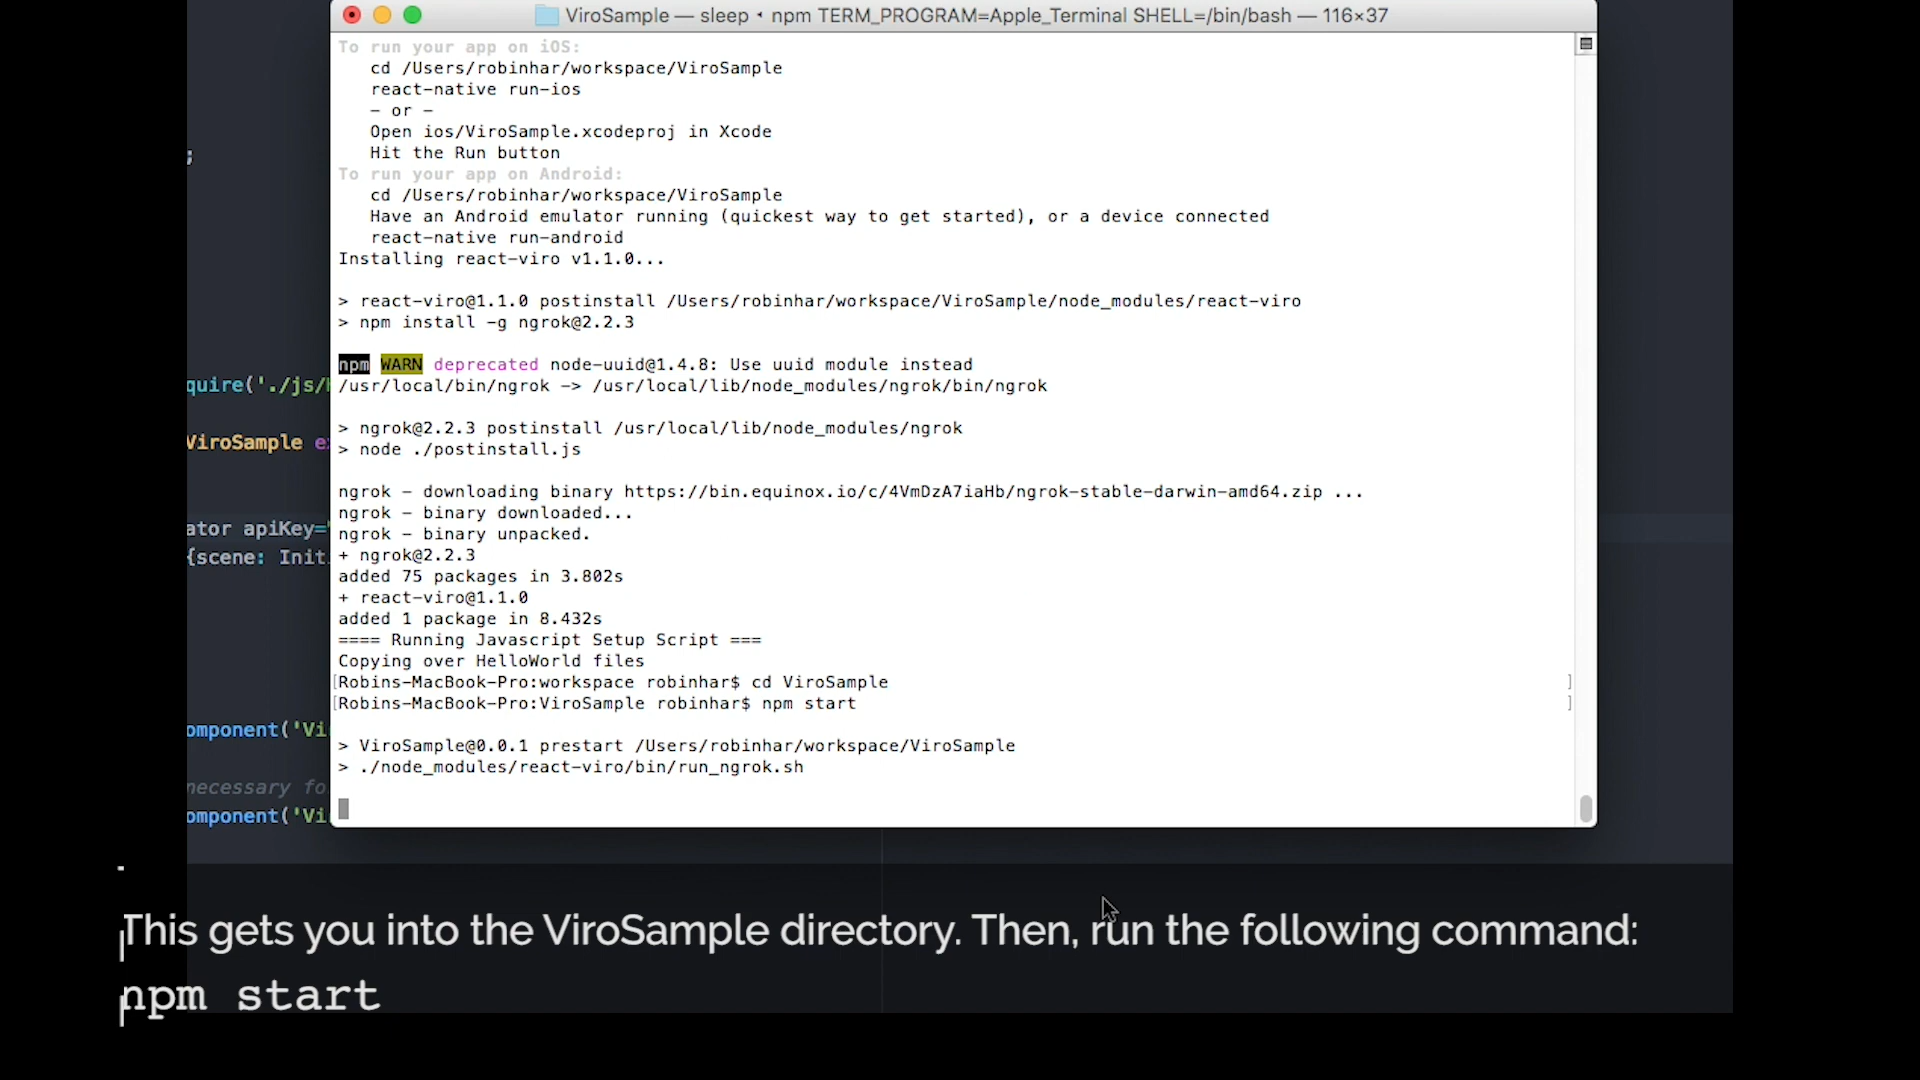 ViroSample — sleep ◂ npm TERM_PROGRAM=Apple_Terminal SHELL=/bin/bash — 116×37
To run your app on iOS:
cd /Users/robinhar/workspace/ViroSample
react-native run-ios
- or -
Open ios/ViroSample.xcodeproj in Xcode
Hit the Run button
To run your app on Android:
cd /Users/robinhar/workspace/ViroSample
Have an Android emulator running (quickest way to get started), or a device connected
react-native run-android
Installing react-viro v1.1.0...
> react-viro@1.1.0 postinstall /Users/robinhar/workspace/ViroSample/node_modules/react-viro
> npm install -g ngrok@2.2.3
npm WARN deprecated node-uuid@1.4.8: Use uuid module instead
/usr/local/bin/ngrok -> /usr/local/lib/node_modules/ngrok/bin/ngrok
> ngrok@2.2.3 postinstall /usr/local/lib/node_modules/ngrok
> node ./postinstall.js
ngrok - downloading binary https://bin.equinox.io/c/4VmDzA7iaHb/ngrok-stable-darwin-amd64.zip ...
ngrok - binary downloaded...
ngrok - binary unpacked.
+ ngrok@2.2.3
added 75 packages in 3.802s
+ react-viro@1.1.0
added 1 package in 8.432s
==== Running Javascript Setup Script ===
Copying over HelloWorld files
[Robins-MacBook-Pro:workspace robinhar$ cd ViroSample ]
[Robins-MacBook-Pro:ViroSample robinhar$ npm start ]
> ViroSample@0.0.1 prestart /Users/robinhar/workspace/ViroSample
> ./node_modules/react-viro/bin/run_ngrok.sh
;
quire('./js/
ViroSample e
ator apiKey=
{scene: Init
omponent('Vi
necessary fo
omponent('Vi
This gets you into the ViroSample directory. Then, run the following command:
npm start